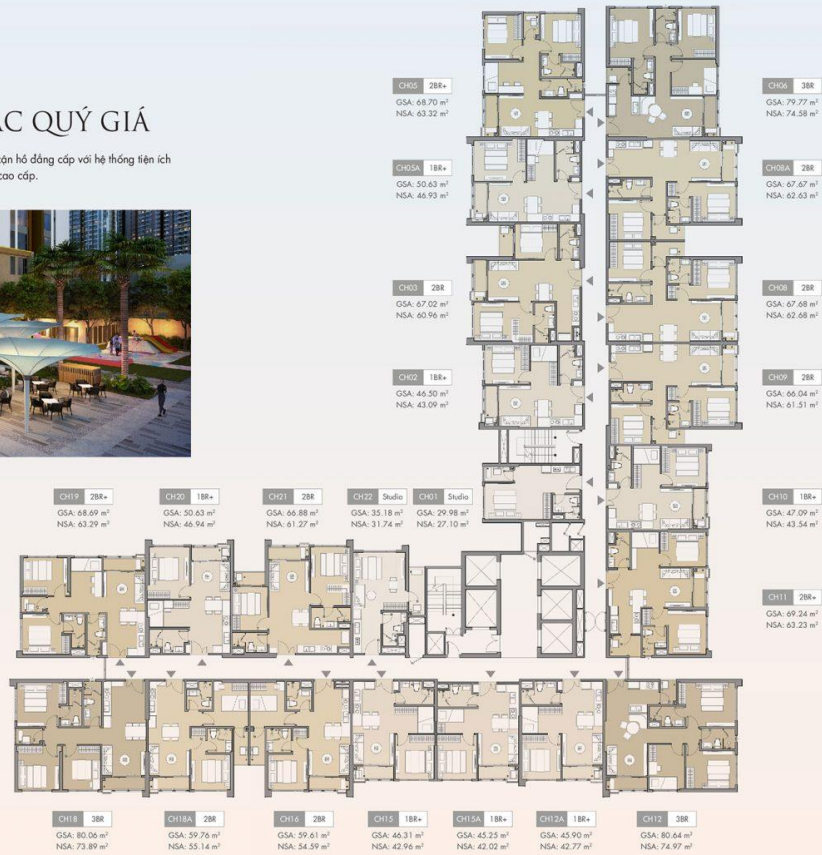 ÁC QUÝ GIÁ
căn hộ đẳng cấp với hệ thống tiện ích
cao cấp.
CH05 2BR+
GSA: 68.70 m²
NSA: 63.32 m²
CH06 3BR
GSA: 79.77 m²
NSA: 74.58 m²
CH05A 1BR+
GSA: 50.63 m²
NSA: 46.93 m²
CH08A 2BR
GSA: 67.67 m²
NSA: 62.63 m²
CH03 2BR
GSA: 67.02 m²
NSA: 60.96 m²
CH08 2BR
GSA: 67.68 m²
NSA: 62.68 m²
CH02 1BR+
GSA: 46.50 m²
NSA: 43.09 m²
CH09 2BR
GSA: 66.04 m²
NSA: 61.51 m²
CH19 2BR+
GSA: 68.69 m²
NSA: 63.29 m²
CH20 1BR+
GSA: 50.63 m²
NSA: 46.94 m²
CH21 2BR
GSA: 66.88 m²
NSA: 61.27 m²
CH22 Studio
GSA: 35.18 m²
NSA: 31.74 m²
CH01 Studio
GSA: 29.98 m²
NSA: 27.10 m²
CH10 1BR+
GSA: 47.09 m²
NSA: 43.54 m²
CH11 2BR+
GSA: 69.24 m²
NSA: 63.23 m²
CH18 3BR
GSA: 80.06 m²
NSA: 73.89 m²
CH18A 2BR
GSA: 59.76 m²
NSA: 55.14 m²
CH16 2BR
GSA: 59.61 m²
NSA: 54.59 m²
CH15 1BR+
GSA: 46.31 m²
NSA: 42.96 m²
CH15A 1BR+
GSA: 45.25 m²
NSA: 42.02 m²
CH12A 1BR+
GSA: 45.90 m²
NSA: 42.77 m²
CH12 3BR
GSA: 80.64 m²
NSA: 74.97 m²